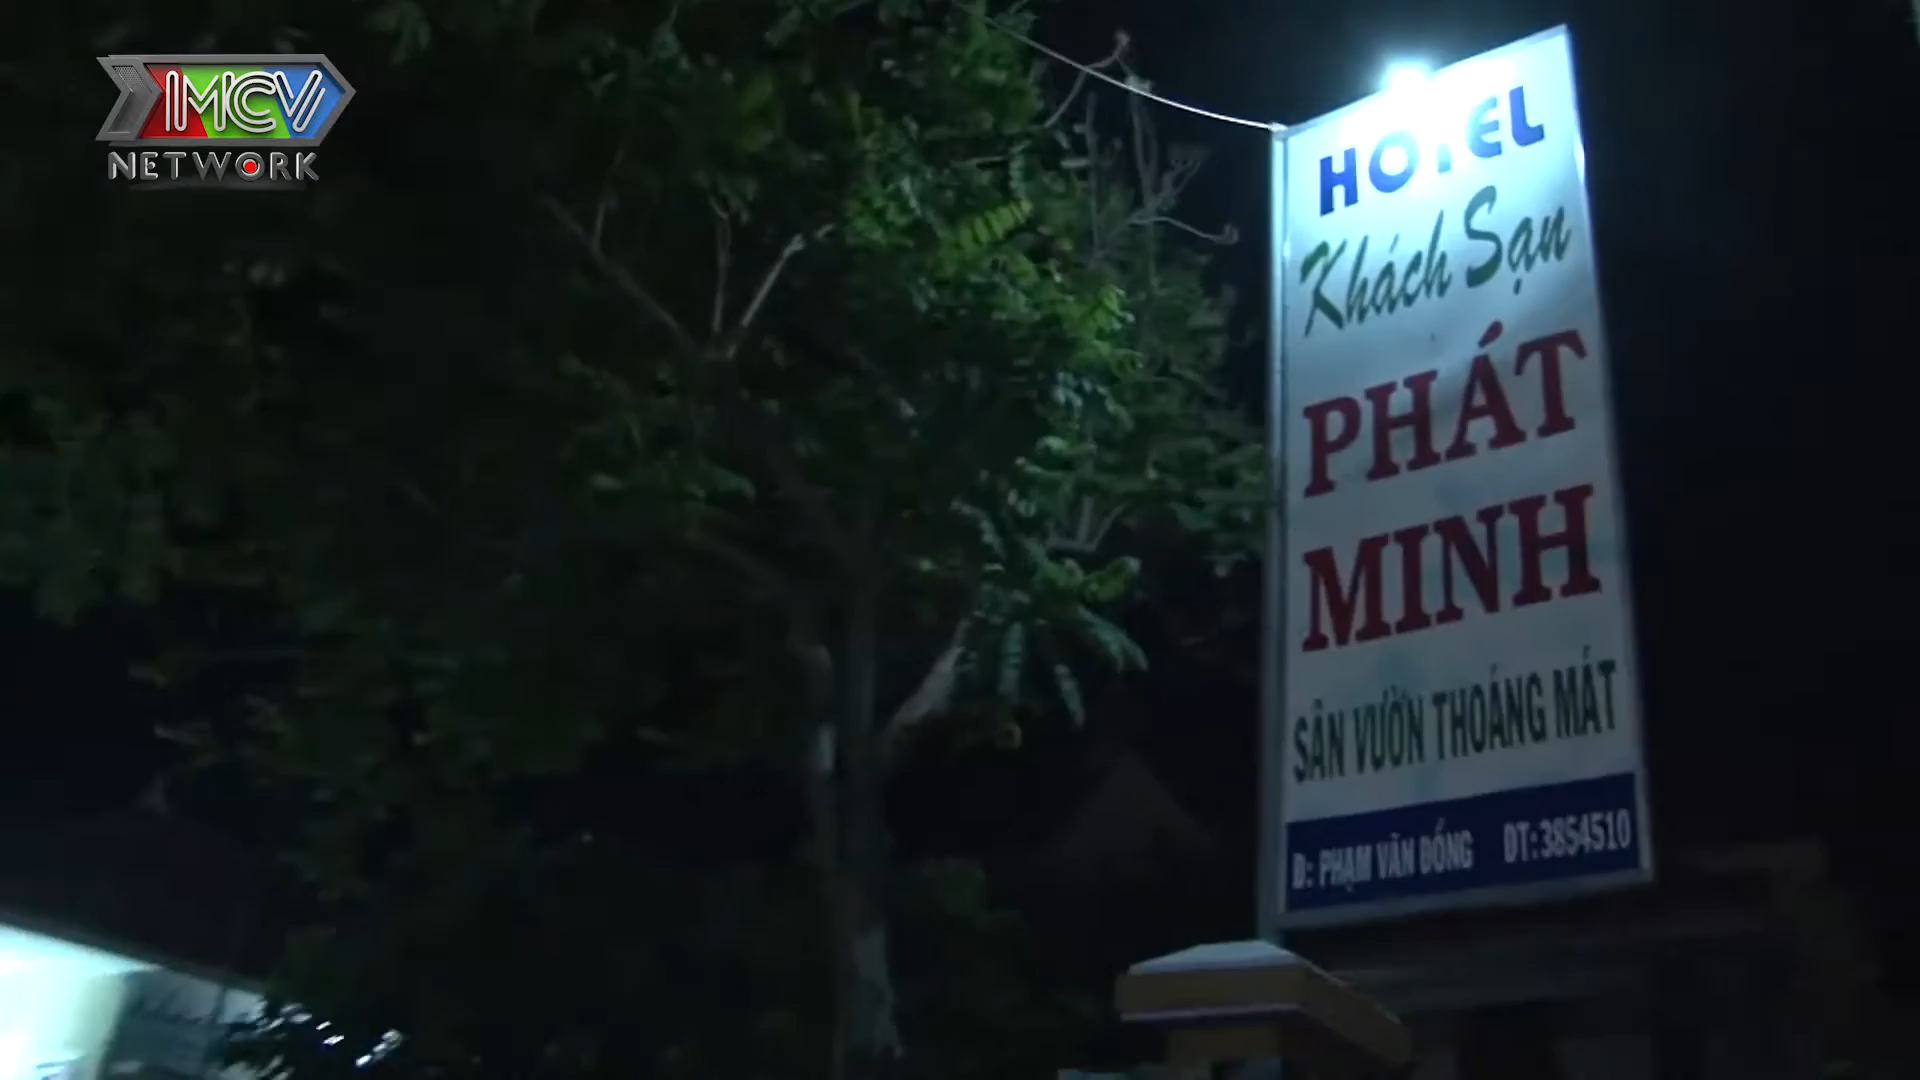 MCV
NETWORK
HOTEL
Khách Sạn
PHÁT
MINH
SÂN VƯỜN THOÁNG MÁT
Đ: PHẠM VĂN ĐỒNG ĐT: 3854510